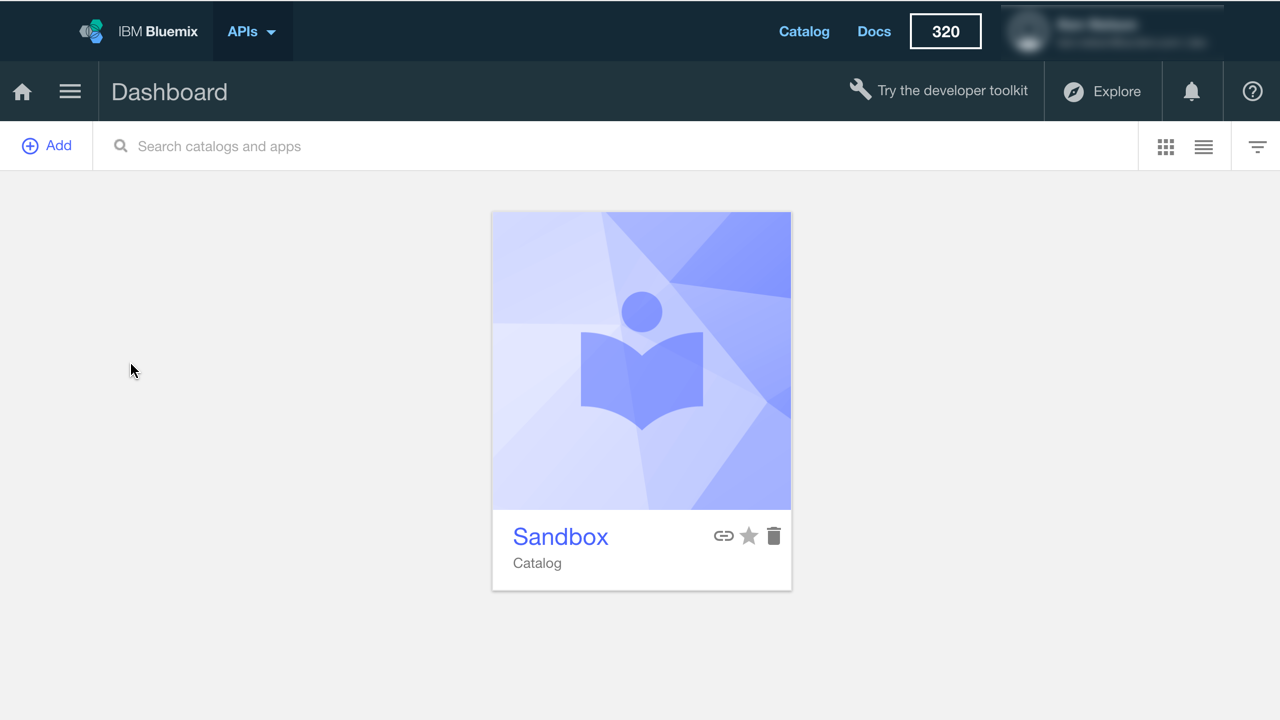 IBM Bluemix
APIs
Catalog
Docs
320
Dashboard
Try the developer toolkit
Explore
Add
Search catalogs and apps
Sandbox
Catalog